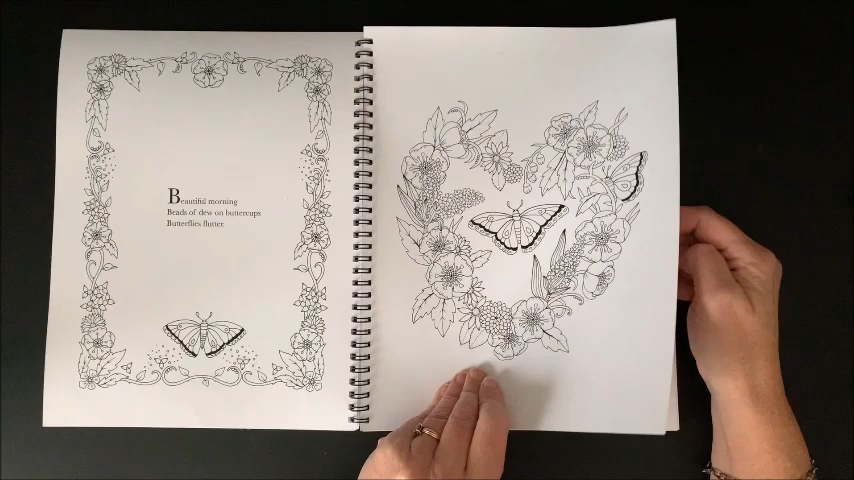 Beautiful morning
Beads of dew on buttercups
Butterflies flutter.